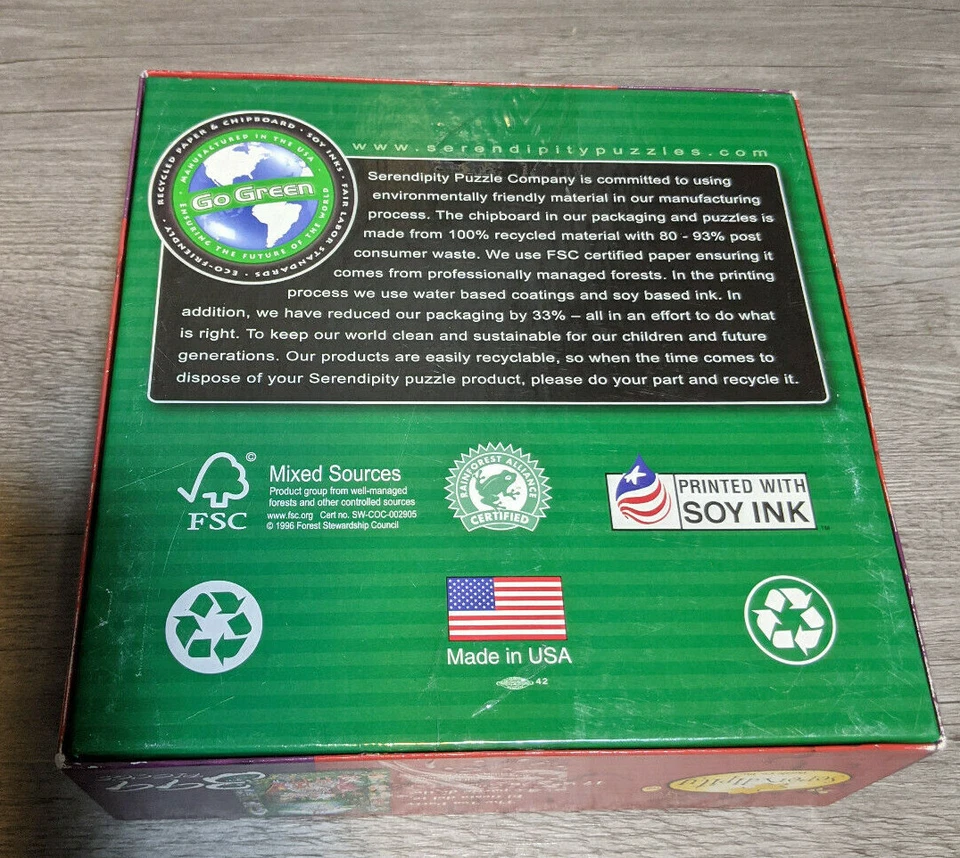 www.serendipitypuzzles.com
RECYCLED PAPER & CHIPBOARD · SOY INKS · FAIR LABOR STANDARDS · ECO-FRIENDLY ·
· MANUFACTURED IN THE USA ·
Go Green
ENSURING THE FUTURE OF THE WORLD
Serendipity Puzzle Company is committed to using
environmentally friendly material in our manufacturing
process. The chipboard in our packaging and puzzles is
made from 100% recycled material with 80 - 93% post
consumer waste. We use FSC certified paper ensuring it
comes from professionally managed forests. In the printing
process we use water based coatings and soy based ink. In
addition, we have reduced our packaging by 33% – all in an effort to do what
is right. To keep our world clean and sustainable for our children and future
generations. Our products are easily recyclable, so when the time comes to
dispose of your Serendipity puzzle product, please do your part and recycle it.
©
FSC
Mixed Sources
Product group from well-managed
forests and other controlled sources
www.fsc.org Cert no. SW-COC-002905
© 1996 Forest Stewardship Council
RAINFOREST ALLIANCE
CERTIFIED
PRINTED WITH
SOY INK
™
Made in USA
42
Serendipity
399